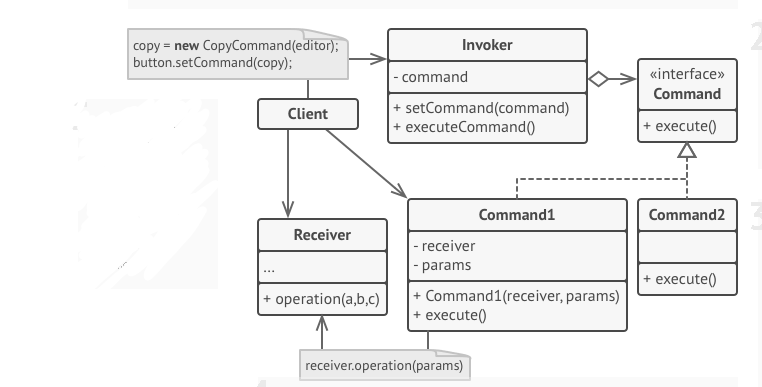 copy = new CopyCommand(editor);
button.setCommand(copy);
Invoker
- command
+ setCommand(command)
+ executeCommand()
«interface»
Command
+ execute()
Client
Receiver
...
+ operation(a,b,c)
Command1
- receiver
- params
+ Command1(receiver, params)
+ execute()
Command2
+ execute()
receiver.operation(params)